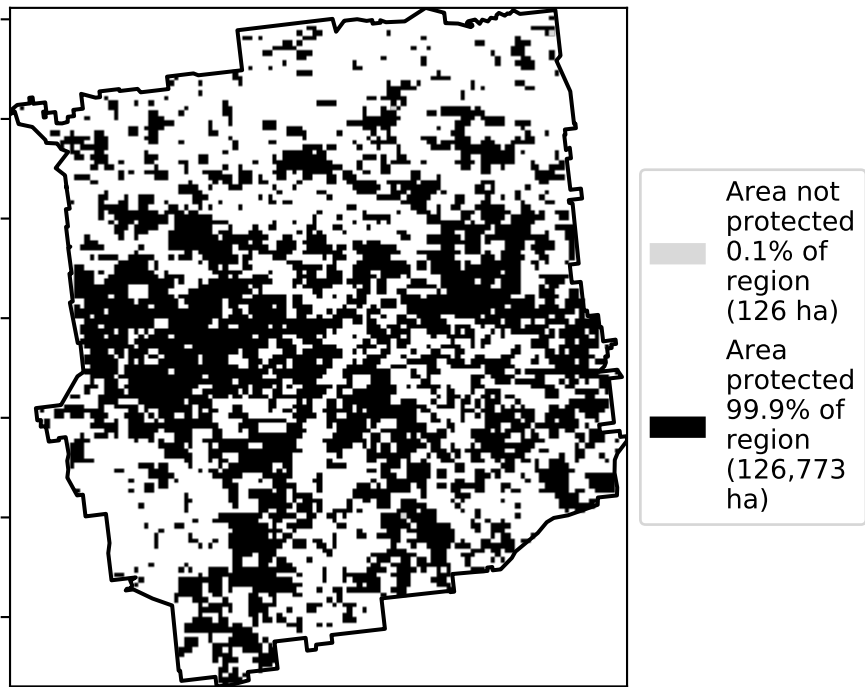 Area not
protected
0.1% of
region
(126 ha)
Area
protected
99.9% of
region
(126,773
ha)